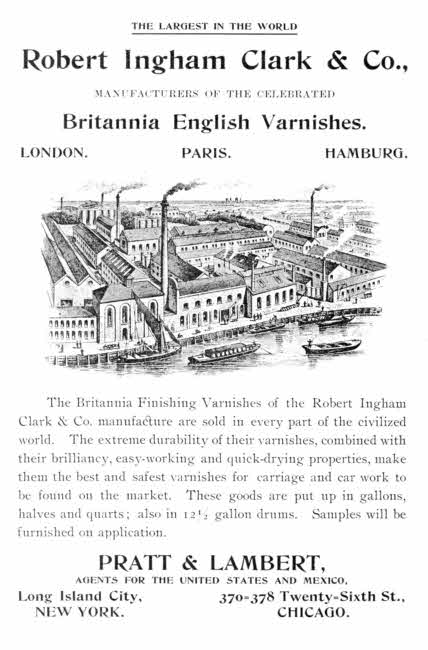 THE LARGEST IN THE WORLD
Robert Ingham Clark & Co.,
MANUFACTURERS OF THE CELEBRATED
Britannia English Varnishes.
LONDON. PARIS. HAMBURG.
The Britannia Finishing Varnishes of the Robert Ingham
Clark & Co. manufacture are sold in every part of the civilized
world. The extreme durability of their varnishes, combined with
their brilliancy, easy-working and quick-drying properties, make
them the best and safest varnishes for carriage and car work to
be found on the market. These goods are put up in gallons,
halves and quarts; also in 12½ gallon drums. Samples will be
furnished on application.
PRATT & LAMBERT,
AGENTS FOR THE UNITED STATES AND MEXICO,
Long Island City, 370=378 Twenty=Sixth St.,
NEW YORK. CHICAGO.